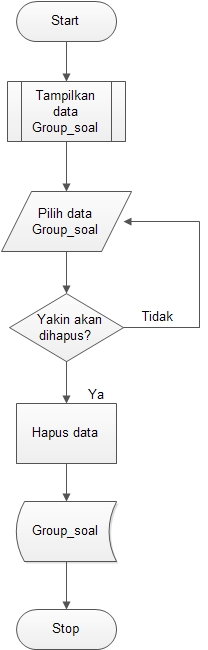 Start
Tampilkan
data
Group_soal
Pilih data
Group_soal
Yakin akan
dihapus?
Tidak
Ya
Hapus data
Group_soal
Stop